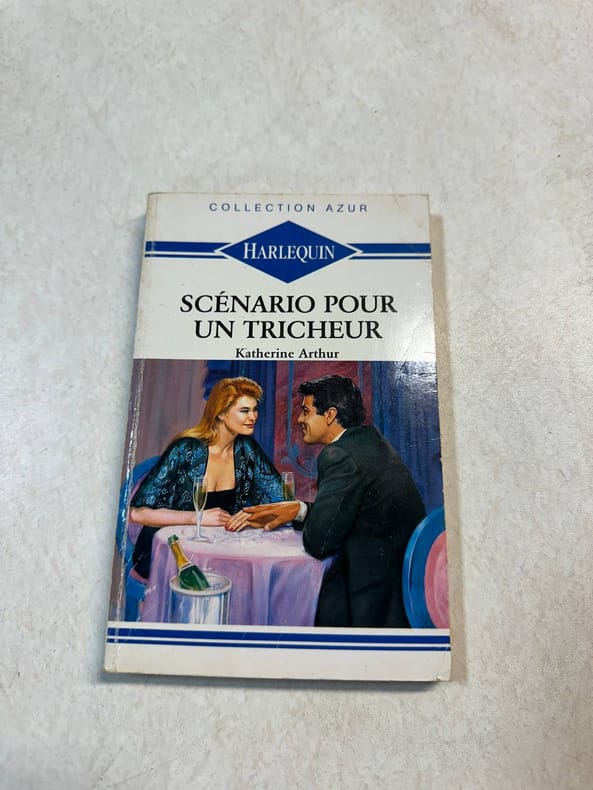 COLLECTION AZUR
HARLEQUIN
SCÉNARIO POUR
UN TRICHEUR
Katherine Arthur